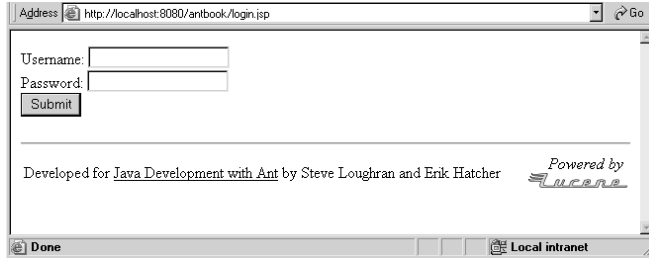 Address http://localhost:8080/antbook/login.jsp Go
Username:
Password:
Submit
Developed for Java Development with Ant by Steve Loughran and Erik Hatcher
Powered by
Lucene
Done Local intranet